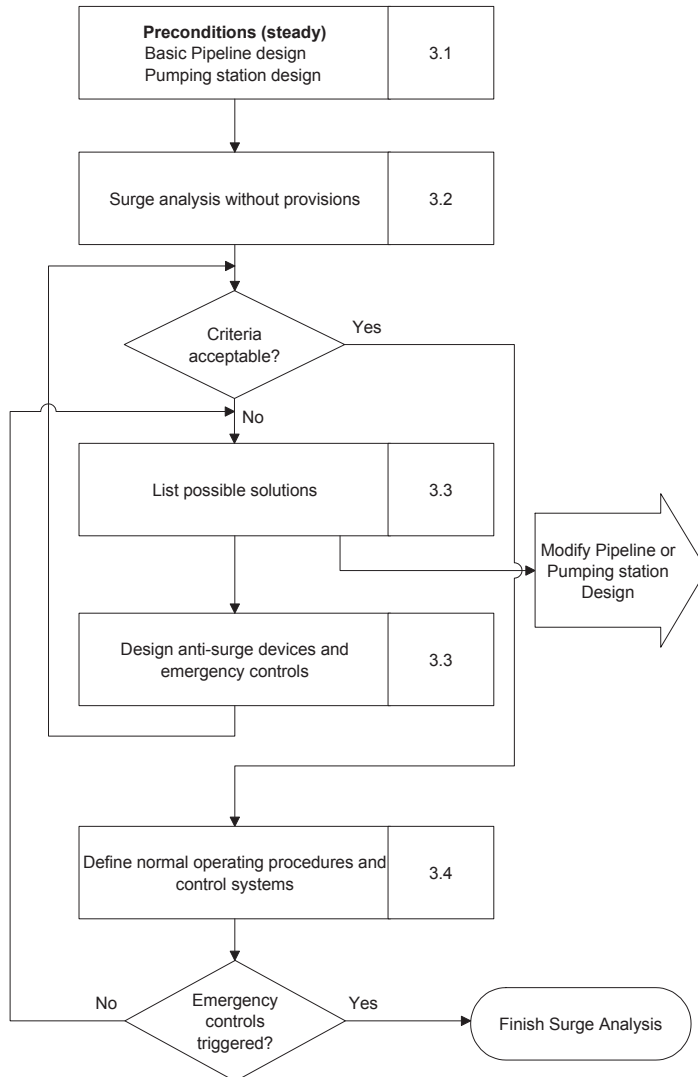 Preconditions (steady)
Basic Pipeline design
Pumping station design
3.1
Surge analysis without provisions
3.2
Criteria
acceptable?
Yes
No
List possible solutions
3.3
Modify Pipeline or
Pumping station
Design
Design anti-surge devices and
emergency controls
3.3
Define normal operating procedures and
control systems
3.4
No
Emergency
controls
triggered?
Yes
Finish Surge Analysis